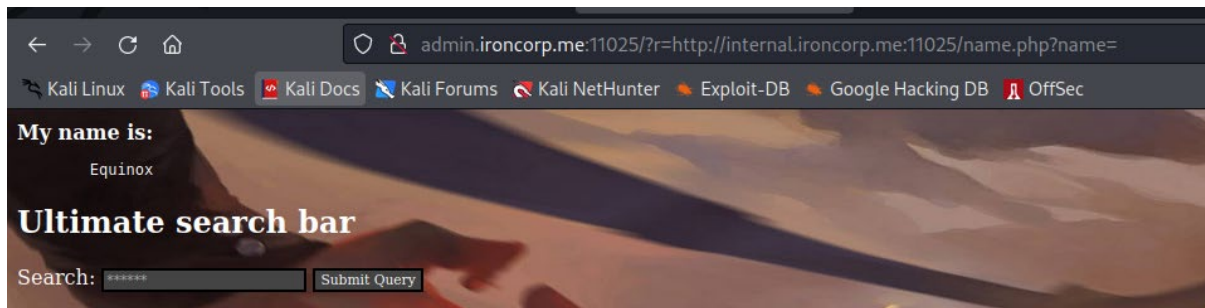 admin.ironcorp.me:11025/?r=http://internal.ironcorp.me:11025/name.php?name=
Kali Linux Kali Tools Kali Docs Kali Forums Kali NetHunter Exploit-DB Google Hacking DB OffSec
My name is:
Equinox
Ultimate search bar
Search: ****** Submit Query